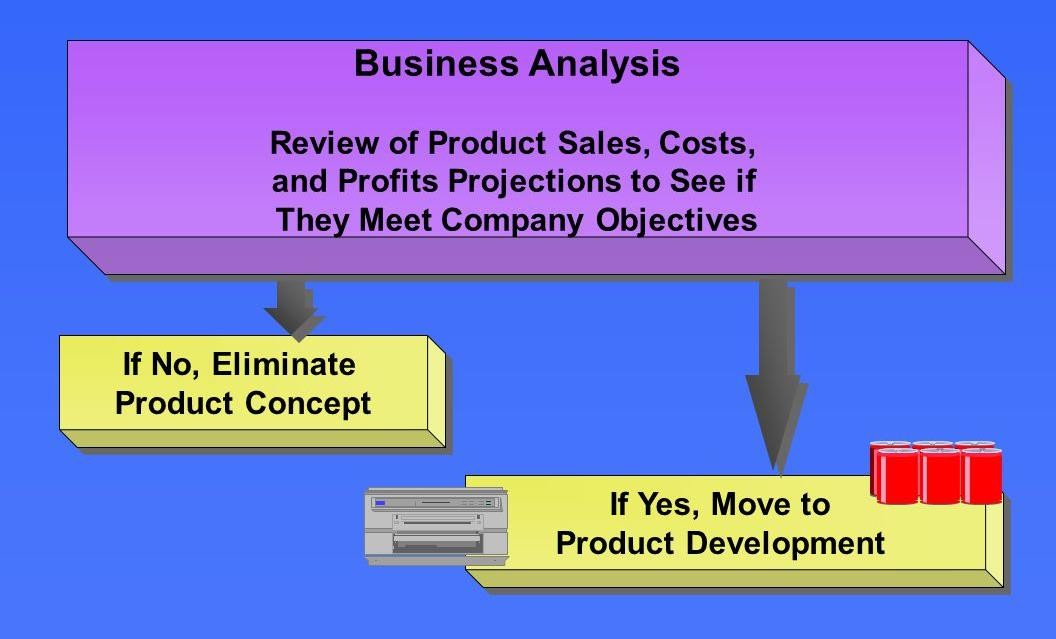 Business Analysis
Review of Product Sales, Costs,
and Profits Projections to See if
They Meet Company Objectives
If No, Eliminate
Product Concept
If Yes, Move to
Product Development